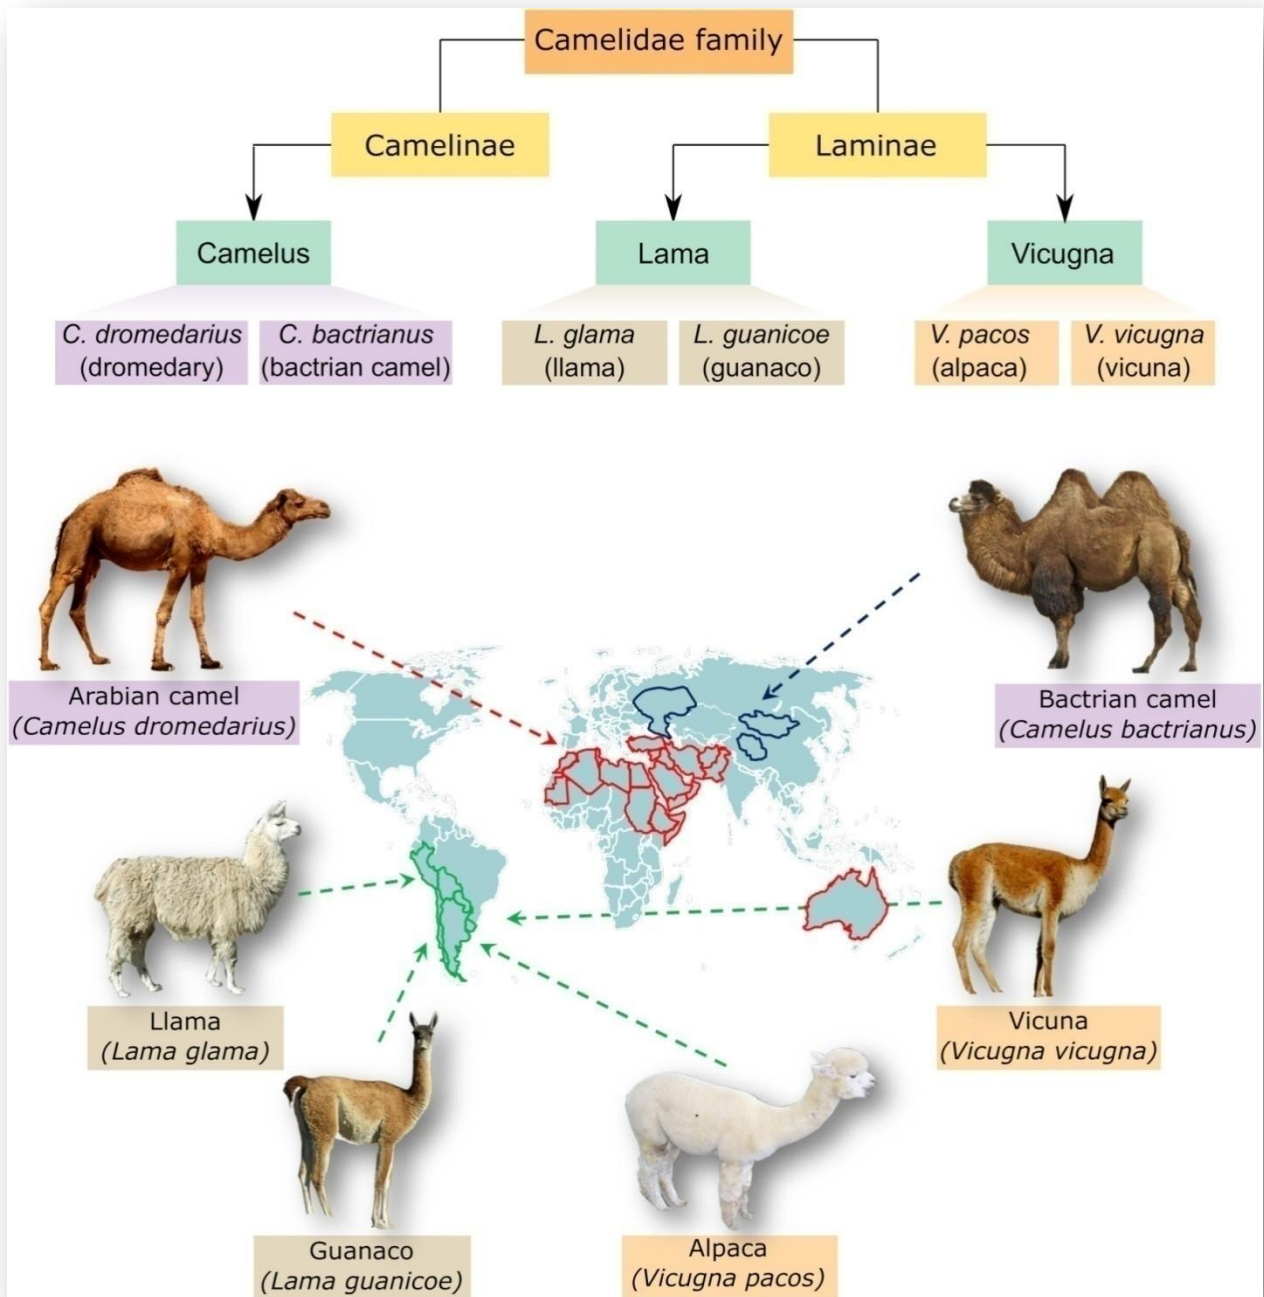 Camelidae family
Camelinae
Laminae
Camelus
Lama
Vicugna
C. dromedarius
(dromedary)
C. bactrianus
(bactrian camel)
L. glama
(llama)
L. guanicoe
(guanaco)
V. pacos
(alpaca)
V. vicugna
(vicuna)
Arabian camel
(Camelus dromedarius)
Bactrian camel
(Camelus bactrianus)
Llama
(Lama glama)
Vicuna
(Vicugna vicugna)
Guanaco
(Lama guanicoe)
Alpaca
(Vicugna pacos)